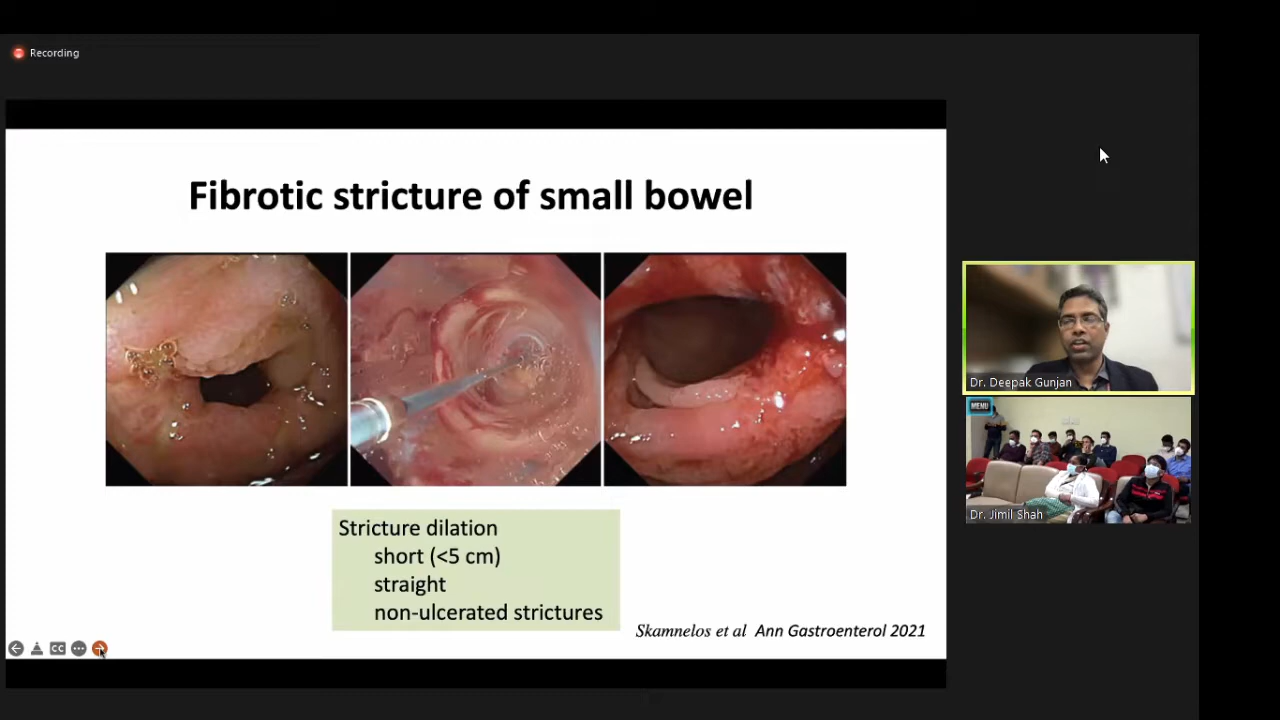 Recording
Fibrotic stricture of small bowel
Stricture dilation
short (<5 cm)
straight
non-ulcerated strictures
Skamnelos et al Ann Gastroenterol 2021
CC
Dr. Deepak Gunjan
MENU
Dr. Jimil Shah